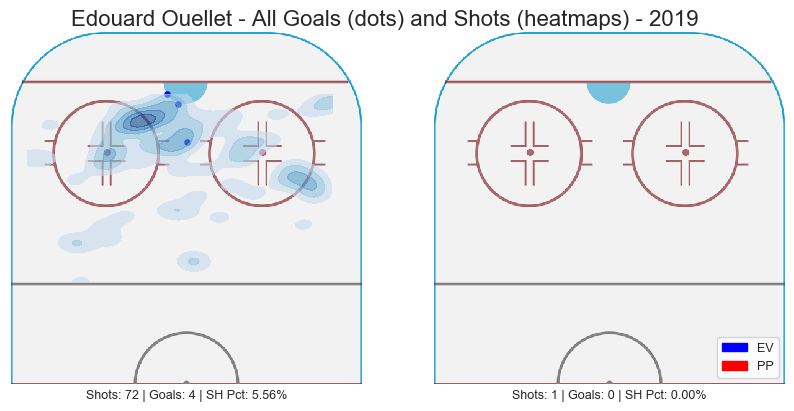 Edouard Ouellet - All Goals (dots) and Shots (heatmaps) - 2019
EV
PP
Shots: 72 | Goals: 4 | SH Pct: 5.56%
Shots: 1 | Goals: 0 | SH Pct: 0.00%